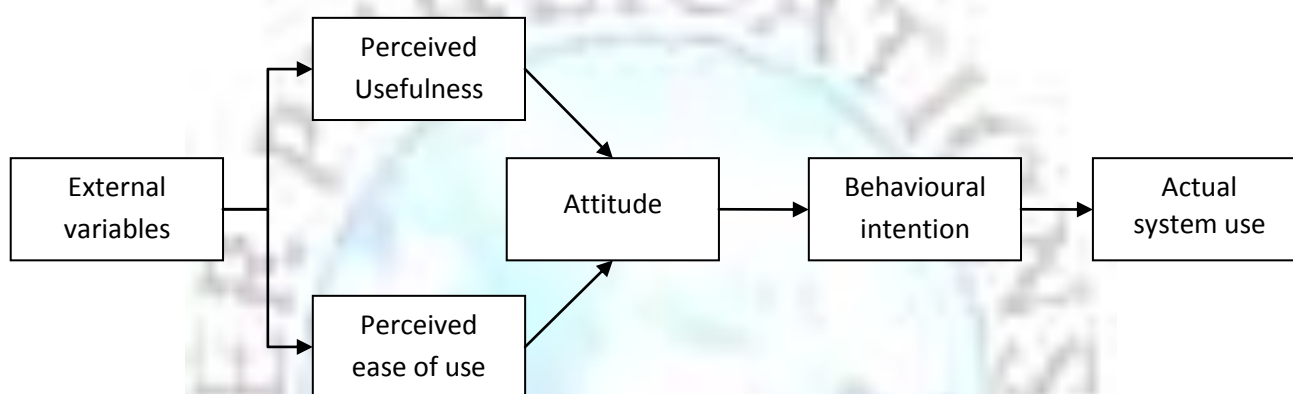 Perceived
Usefulness
External
variables
Attitude
Behavioural
intention
Actual
system use
Perceived
ease of use